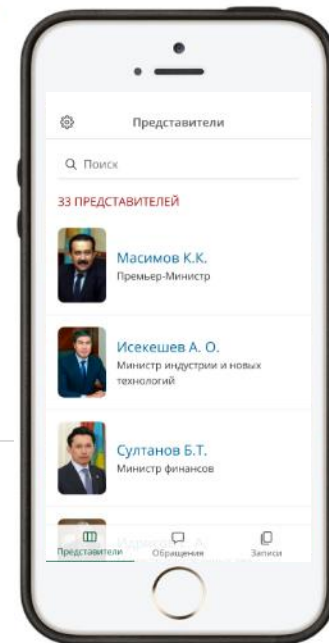 Представители
Поиск
33 ПРЕДСТАВИТЕЛЕЙ
Масимов К.К.
Премьер-Министр
Исекешев А. О.
Министр индустрии и новых
технологий
Султанов Б.Т.
Министр финансов
Представители
Обращения
Записи